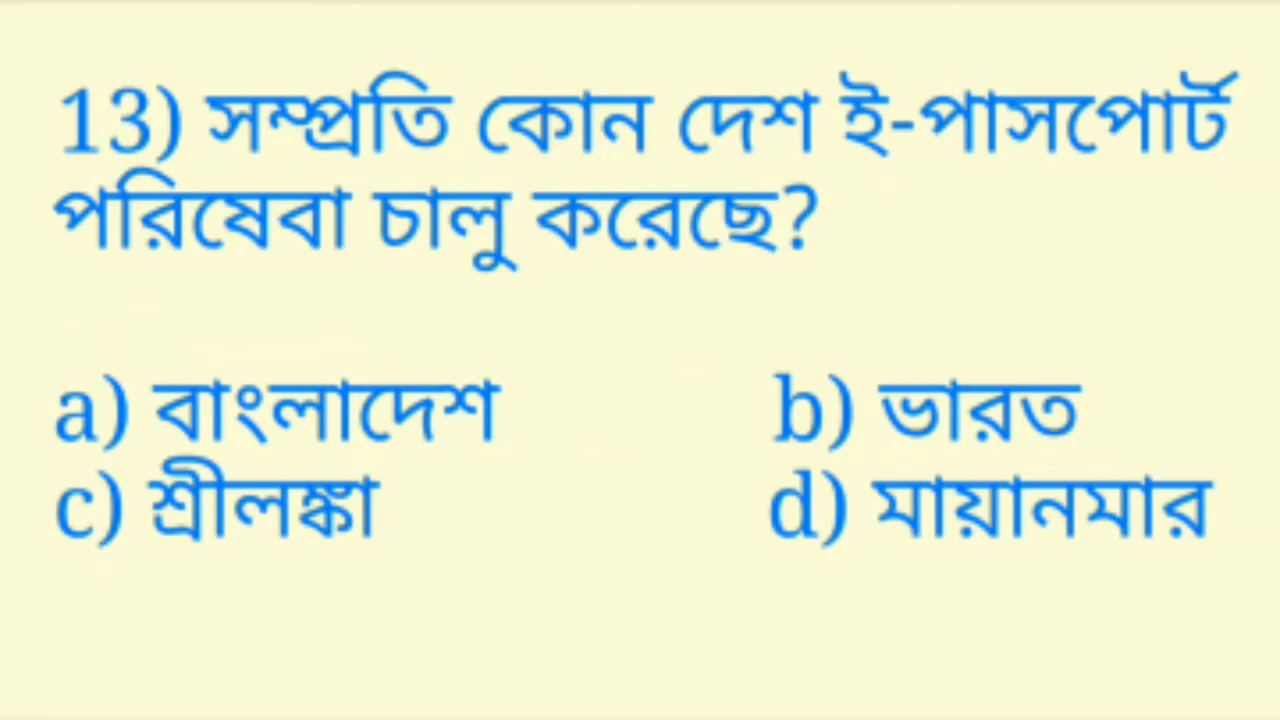 13) সম্প্রতি কোন দেশ ই-পাসপোর্ট
পরিষেবা চালু করেছে?
a) বাংলাদেশ b) ভারত
c) শ্রীলঙ্কা d) মায়ানমার